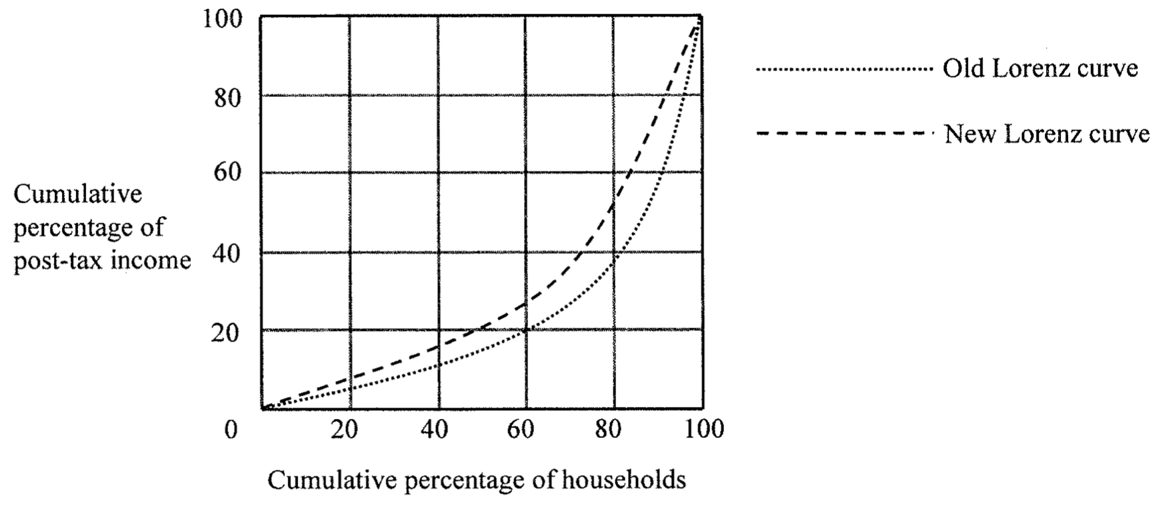 100
80
60
40
20
0
20
40
60
80
100
Cumulative
percentage of
post-tax income
Cumulative percentage of households
Old Lorenz curve
New Lorenz curve